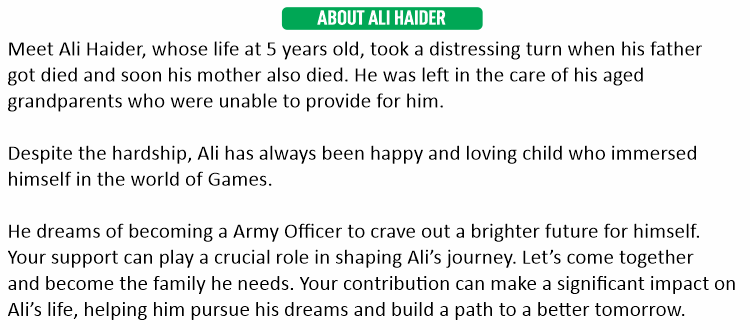 ABOUT ALI HAIDER
Meet Ali Haider, whose life at 5 years old, took a distressing turn when his father
got died and soon his mother also died. He was left in the care of his aged
grandparents who were unable to provide for him.
Despite the hardship, Ali has always been happy and loving child who immersed
himself in the world of Games.
He dreams of becoming a Army Officer to crave out a brighter future for himself.
Your support can play a crucial role in shaping Ali’s journey. Let’s come together
and become the family he needs. Your contribution can make a significant impact on
Ali’s life, helping him pursue his dreams and build a path to a better tomorrow.